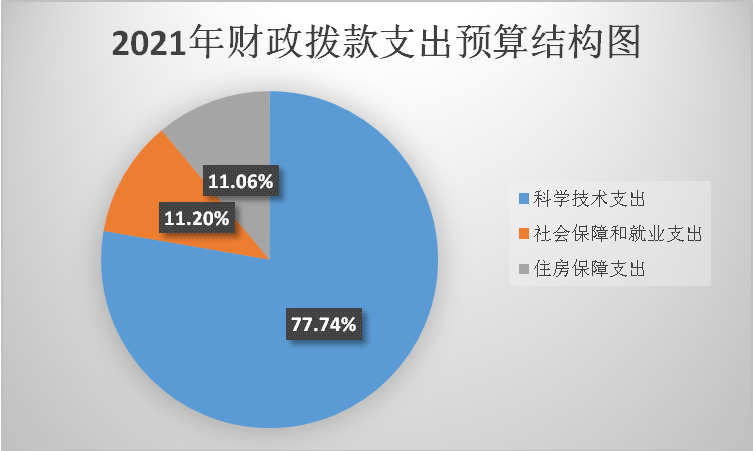 2021年财政拨款支出预算结构图
11.06%
11.20%
77.74%
科学技术支出
社会保障和就业支出
住房保障支出